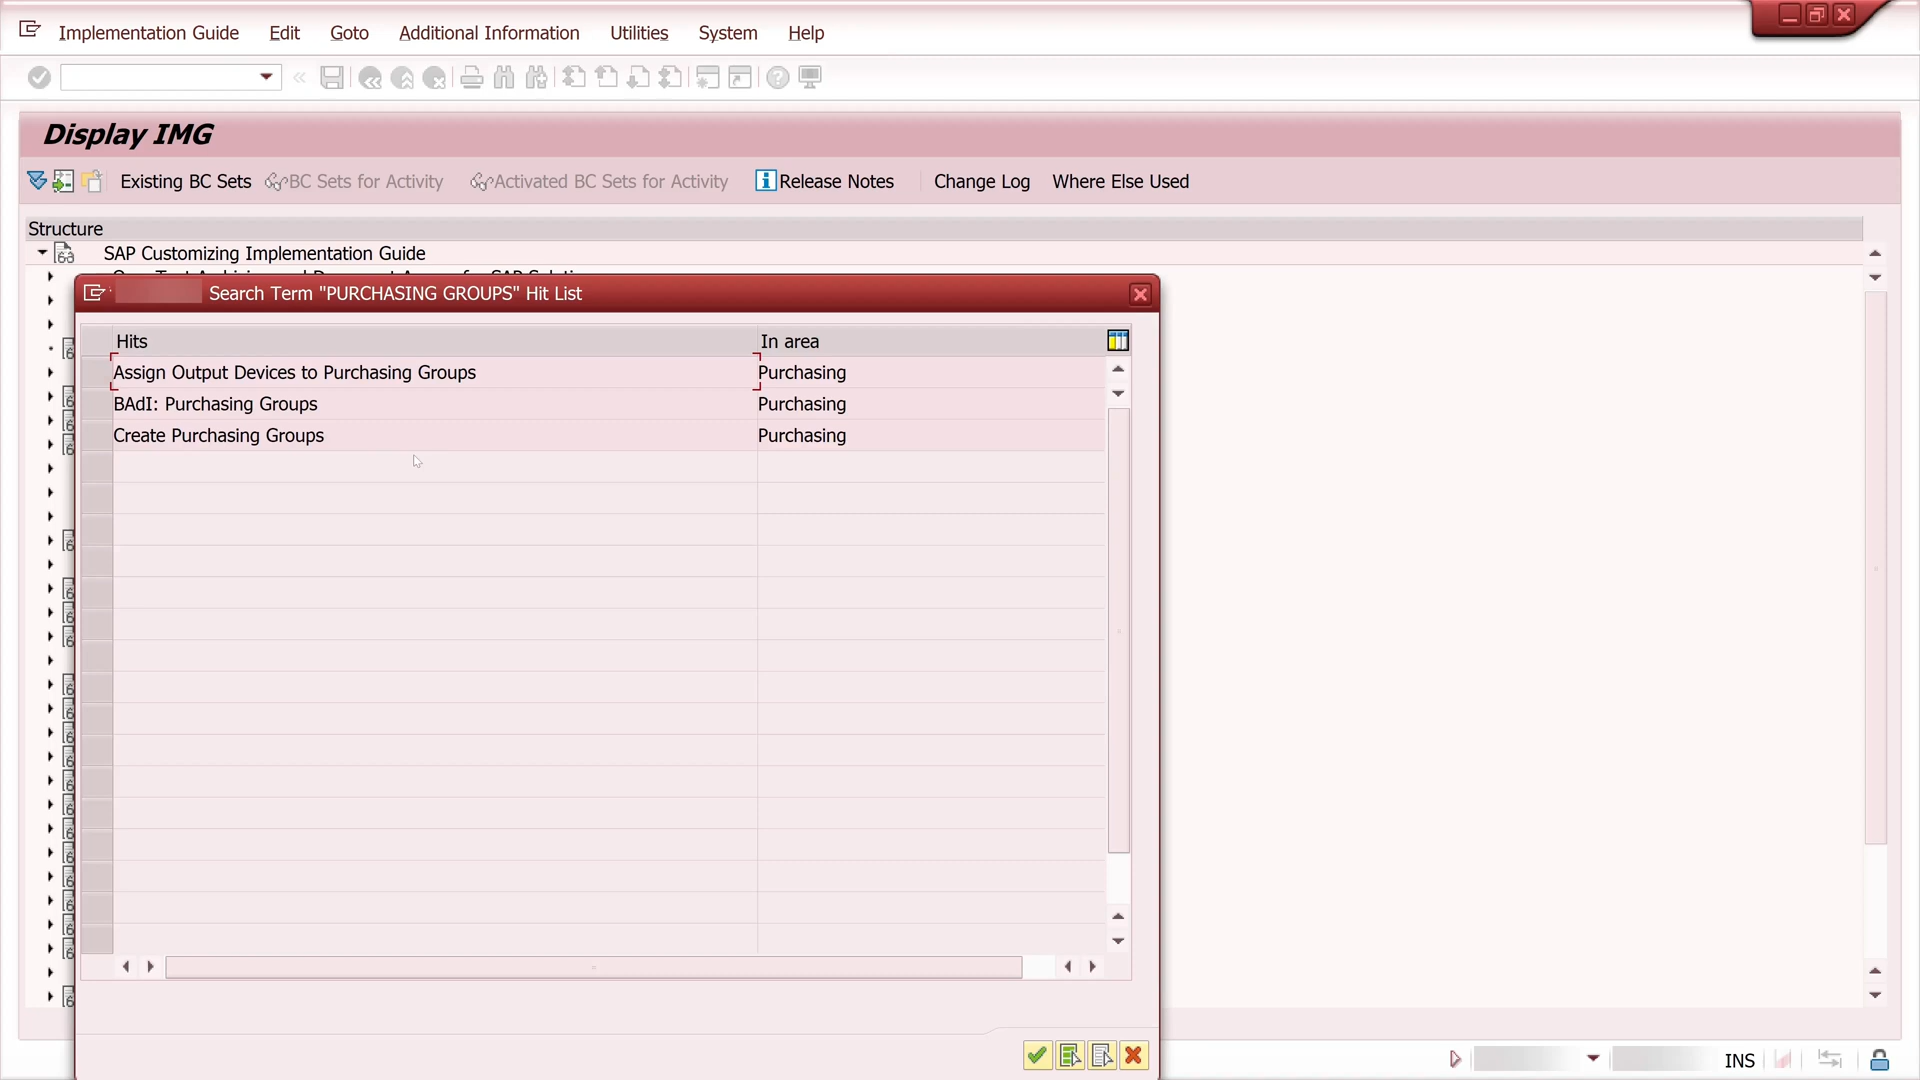 Implementation Guide Edit Goto Additional Information Utilities System Help
Display IMG
Existing BC Sets BC Sets for Activity Activated BC Sets for Activity Release Notes Change Log Where Else Used
Structure
SAP Customizing Implementation Guide
Search Term "PURCHASING GROUPS" Hit List
Hits In area
Assign Output Devices to Purchasing Groups Purchasing
BAdI: Purchasing Groups Purchasing
Create Purchasing Groups Purchasing
INS